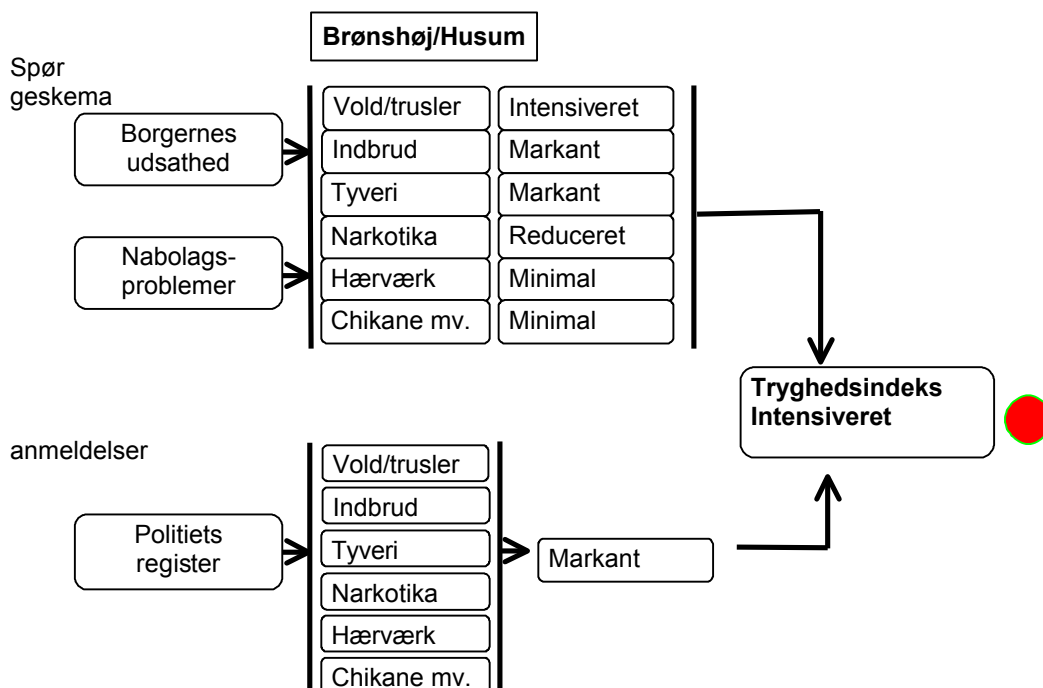 Brønshøj/Husum
Spør
geskema
Borgernes
udsathed
Nabolags-
problemer
Vold/trusler Intensiveret
Indbrud Markant
Tyveri Markant
Narkotika Reduceret
Hærværk Minimal
Chikane mv. Minimal
Tryghedsindeks
Intensiveret
anmeldelser
Politiets
register
Vold/trusler
Indbrud
Tyveri
Narkotika
Hærværk
Chikane mv.
Markant